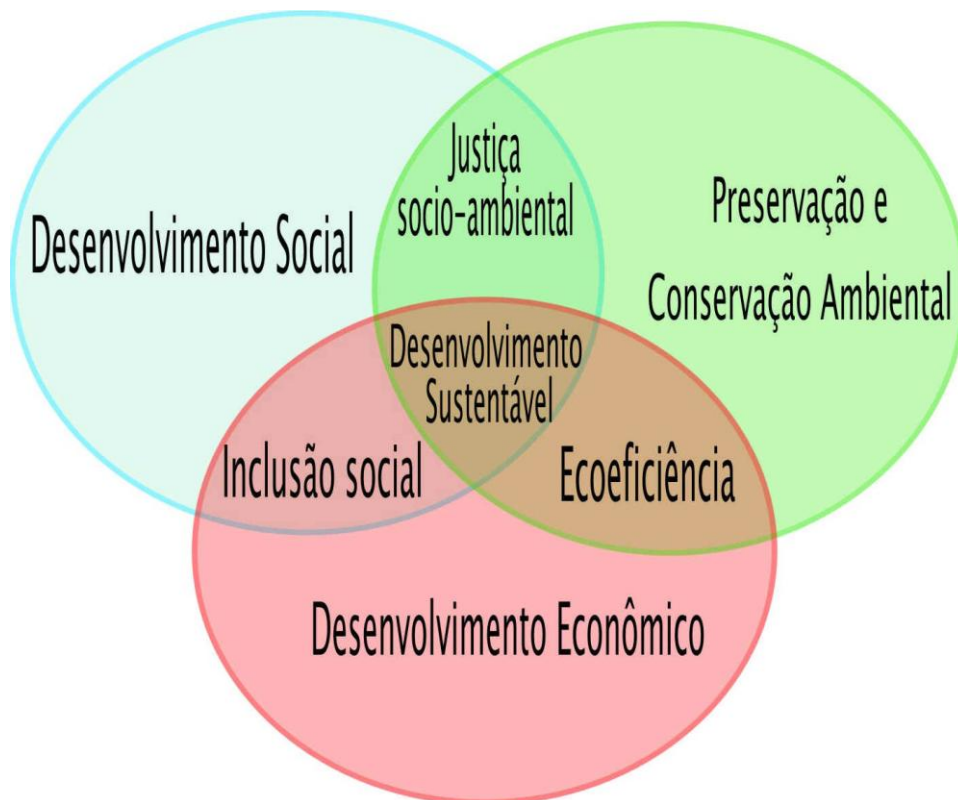 Justiça
socio-ambiental
Desenvolvimento Social
Preservação e
Conservação Ambiental
Desenvolvimento
Sustentável
Inclusão social
Ecoeficiência
Desenvolvimento Econômico